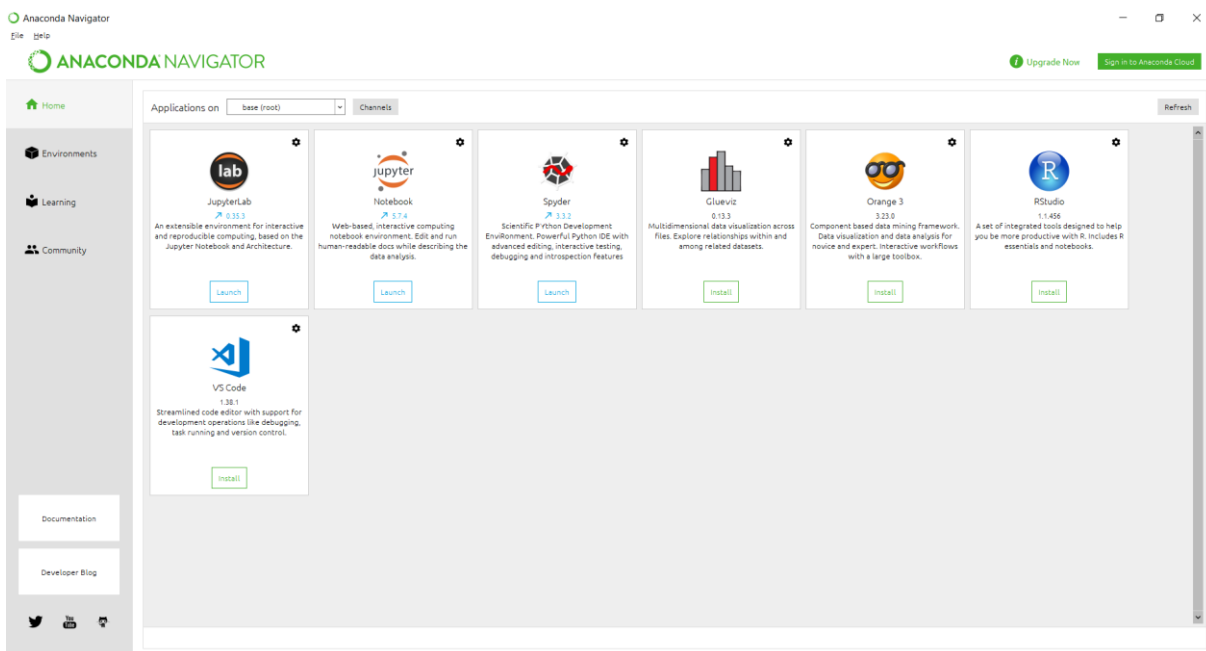 Anaconda Navigator
File Help
ANACONDA NAVIGATOR
Upgrade Now
Sign in to Anaconda Cloud
Home
Environments
Learning
Community
Documentation
Developer Blog
You
Tube
Applications on
base (root)
Channels
Refresh
lab
JupyterLab
0.35.3
An extensible environment for interactive
and reproducible computing, based on the
Jupyter Notebook and Architecture.
Launch
jupyter
Notebook
5.7.4
Web-based, interactive computing
notebook environment. Edit and run
human-readable docs while describing the
data analysis.
Launch
Spyder
3.3.2
Scientific PYthon Development
EnviRonment. Powerful Python IDE with
advanced editing, interactive testing,
debugging and introspection features
Launch
Glueviz
0.13.3
Multidimensional data visualization across
files. Explore relationships within and
among related datasets.
Install
Orange 3
3.23.0
Component based data mining framework.
Data visualization and data analysis for
novice and expert. Interactive workflows
with a large toolbox.
Install
R
RStudio
1.1.456
A set of integrated tools designed to help
you be more productive with R. Includes R
essentials and notebooks.
Install
VS Code
1.38.1
Streamlined code editor with support for
development operations like debugging,
task running and version control.
Install